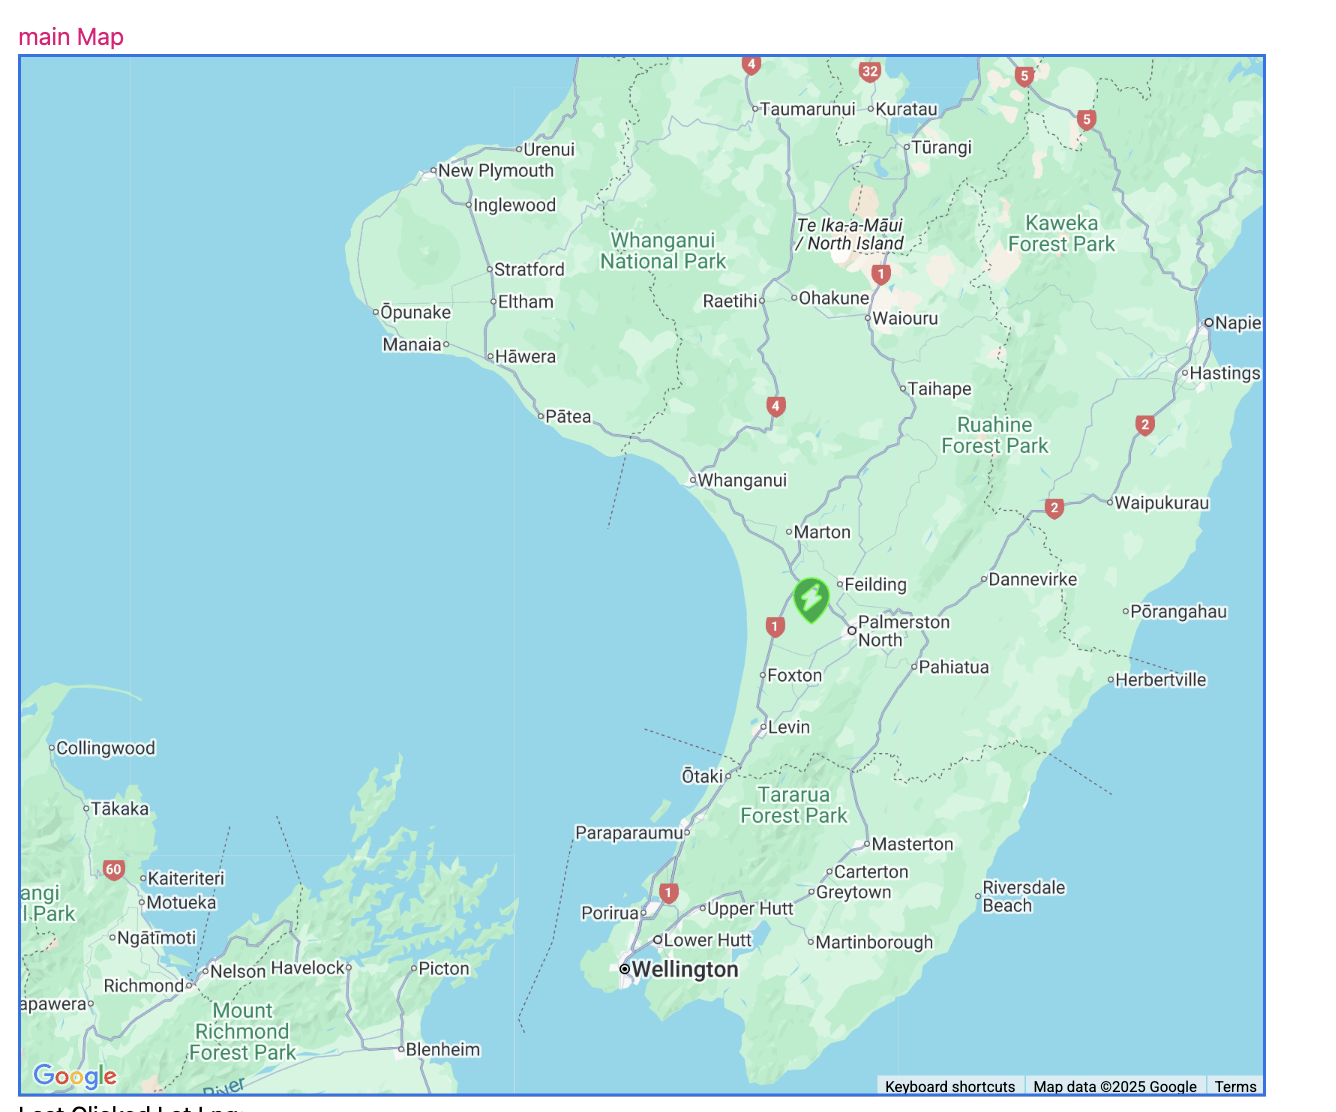 main Map
4
32
5
Taumarunui
Kuratau
5
Urenui
Tūrangi
New Plymouth
Inglewood
Te Ika-a-Māui
/ North Island
Kaweka
Forest Park
Whanganui
National Park
Stratford
1
Eltham
Raetihi
Ohakune
Ōpunake
Waiouru
Napie
Manaia
Hāwera
Hastings
Taihape
4
Pātea
2
Ruahine
Forest Park
Whanganui
Waipukurau
2
Marton
Dannevirke
Feilding
Pōrangahau
1
Palmerston
North
Pahiatua
Foxton
Herbertville
Levin
Collingwood
Ōtaki
Tākaka
Tararua
Forest Park
Paraparaumu
Masterton
60
Kaiteriteri
Carterton
angi
l Park
Motueka
1
Greytown
Riversdale
Beach
Porirua
Upper Hutt
Ngātīmoti
Lower Hutt
Martinborough
Nelson
Havelock
Picton
Wellington
Richmond
apawera
Mount
Richmond
Forest Park
Blenheim
Google
River
Keyboard shortcuts
Map data ©2025 Google
Terms